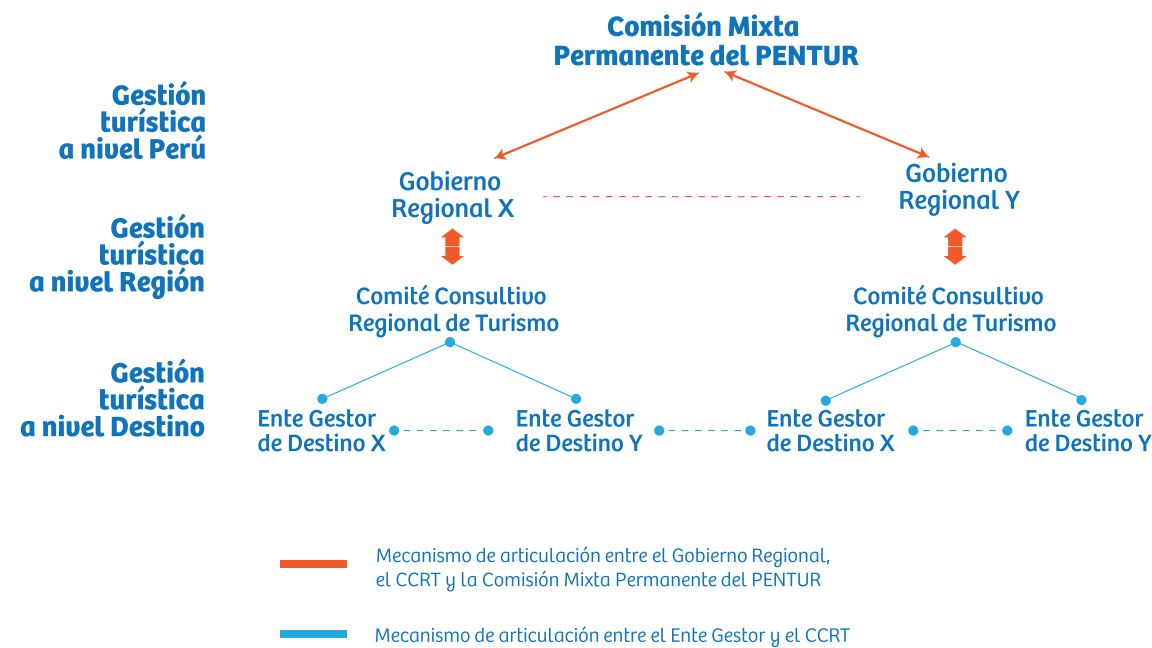 Comisión Mixta
Permanente del PENTUR
Gestión
turística
a nivel Perú
Gobierno
Regional X
Gobierno
Regional Y
Gestión
turística
a nivel Región
Comité Consultivo
Regional de Turismo
Comité Consultivo
Regional de Turismo
Gestión
turística
a nivel Destino
Ente Gestor
de Destino X
Ente Gestor
de Destino Y
Ente Gestor
de Destino X
Ente Gestor
de Destino Y
Mecanismo de articulación entre el Gobierno Regional,
el CCRT y la Comisión Mixta Permanente del PENTUR
Mecanismo de articulación entre el Ente Gestor y el CCRT